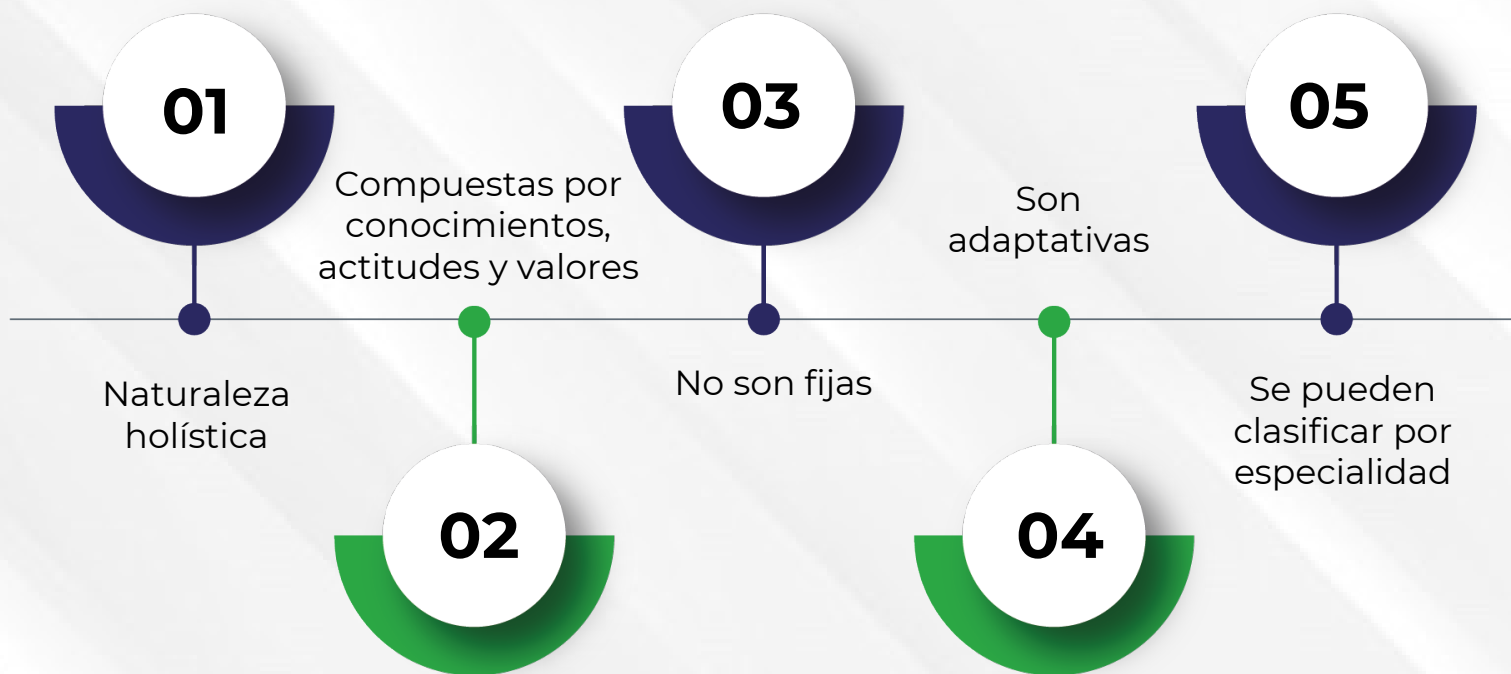 01
Naturaleza
holística
Compuestas por
conocimientos,
actitudes y valores
02
03
No son fijas
Son
adaptativas
04
05
Se pueden
clasificar por
especialidad